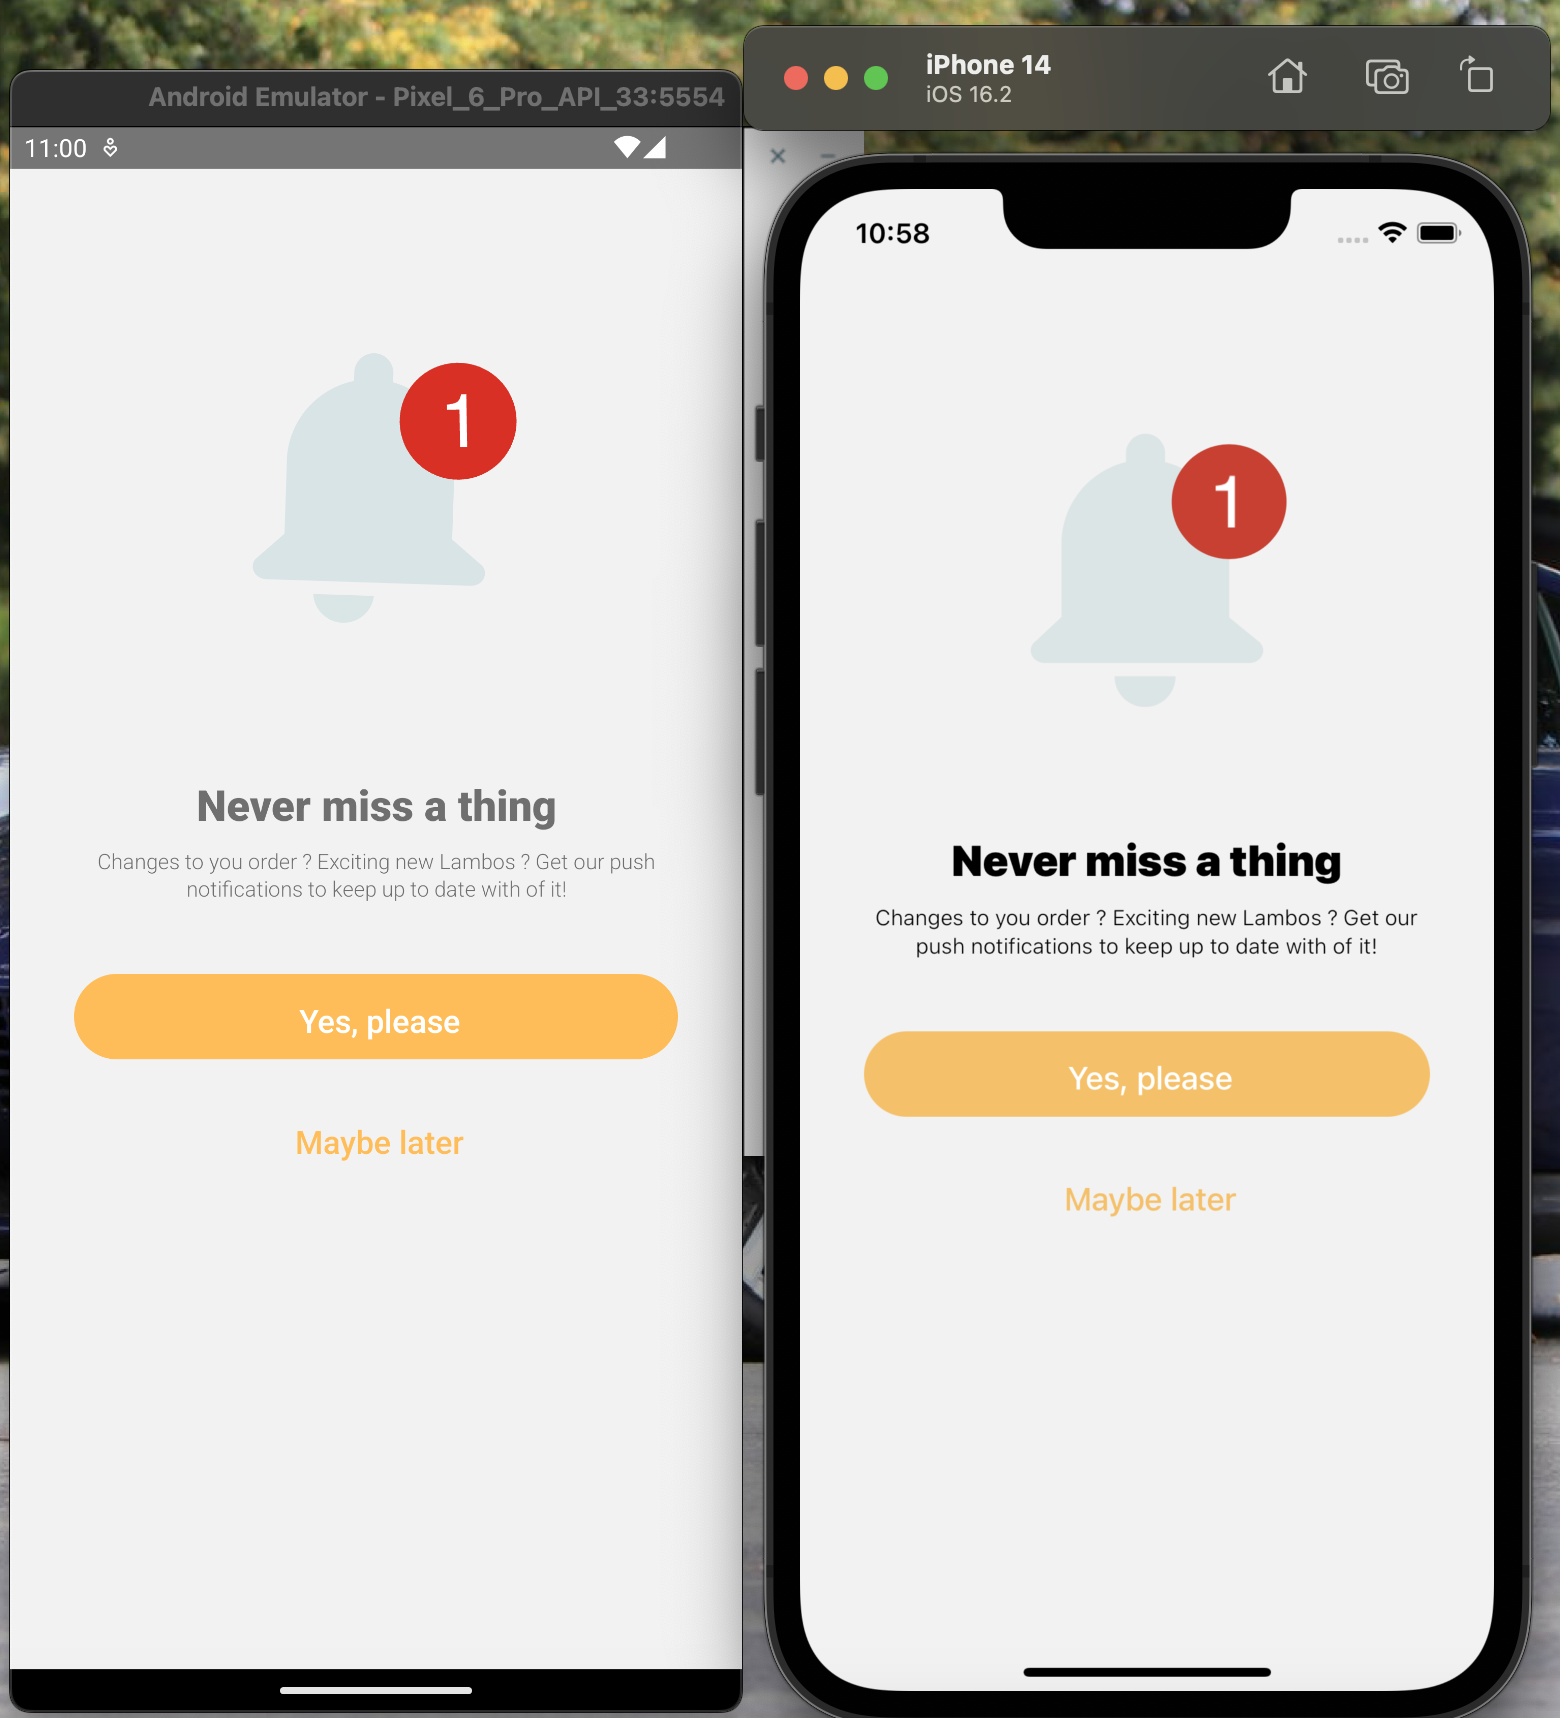 Android Emulator - Pixel_6_Pro_API_33:5554
11:00
1
Never miss a thing
Changes to you order ? Exciting new Lambos ? Get our push
notifications to keep up to date with of it!
Yes, please
Maybe later
iPhone 14
iOS 16.2
10:58
1
Never miss a thing
Changes to you order ? Exciting new Lambos ? Get our
push notifications to keep up to date with of it!
Yes, please
Maybe later